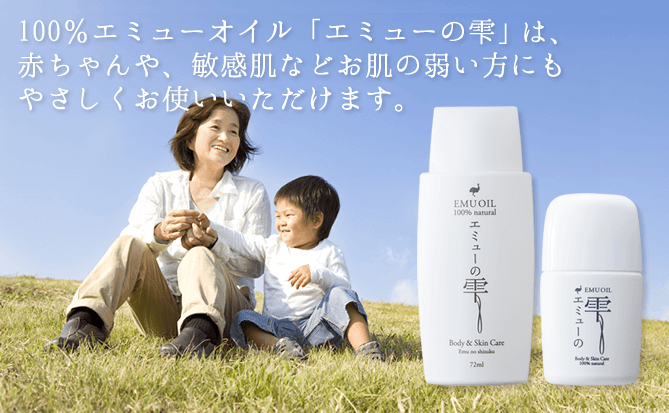 100％エミューオイル「エミューの雫」は、
赤ちゃんや、敏感肌などお肌の弱い方にも
やさしくお使いいただけます。
EMU OIL
100% natural
エミューの雫
Body & Skin Care
Emu no shizuku
72ml
EMU OIL
エミューの雫
Body & Skin Care
100% natural